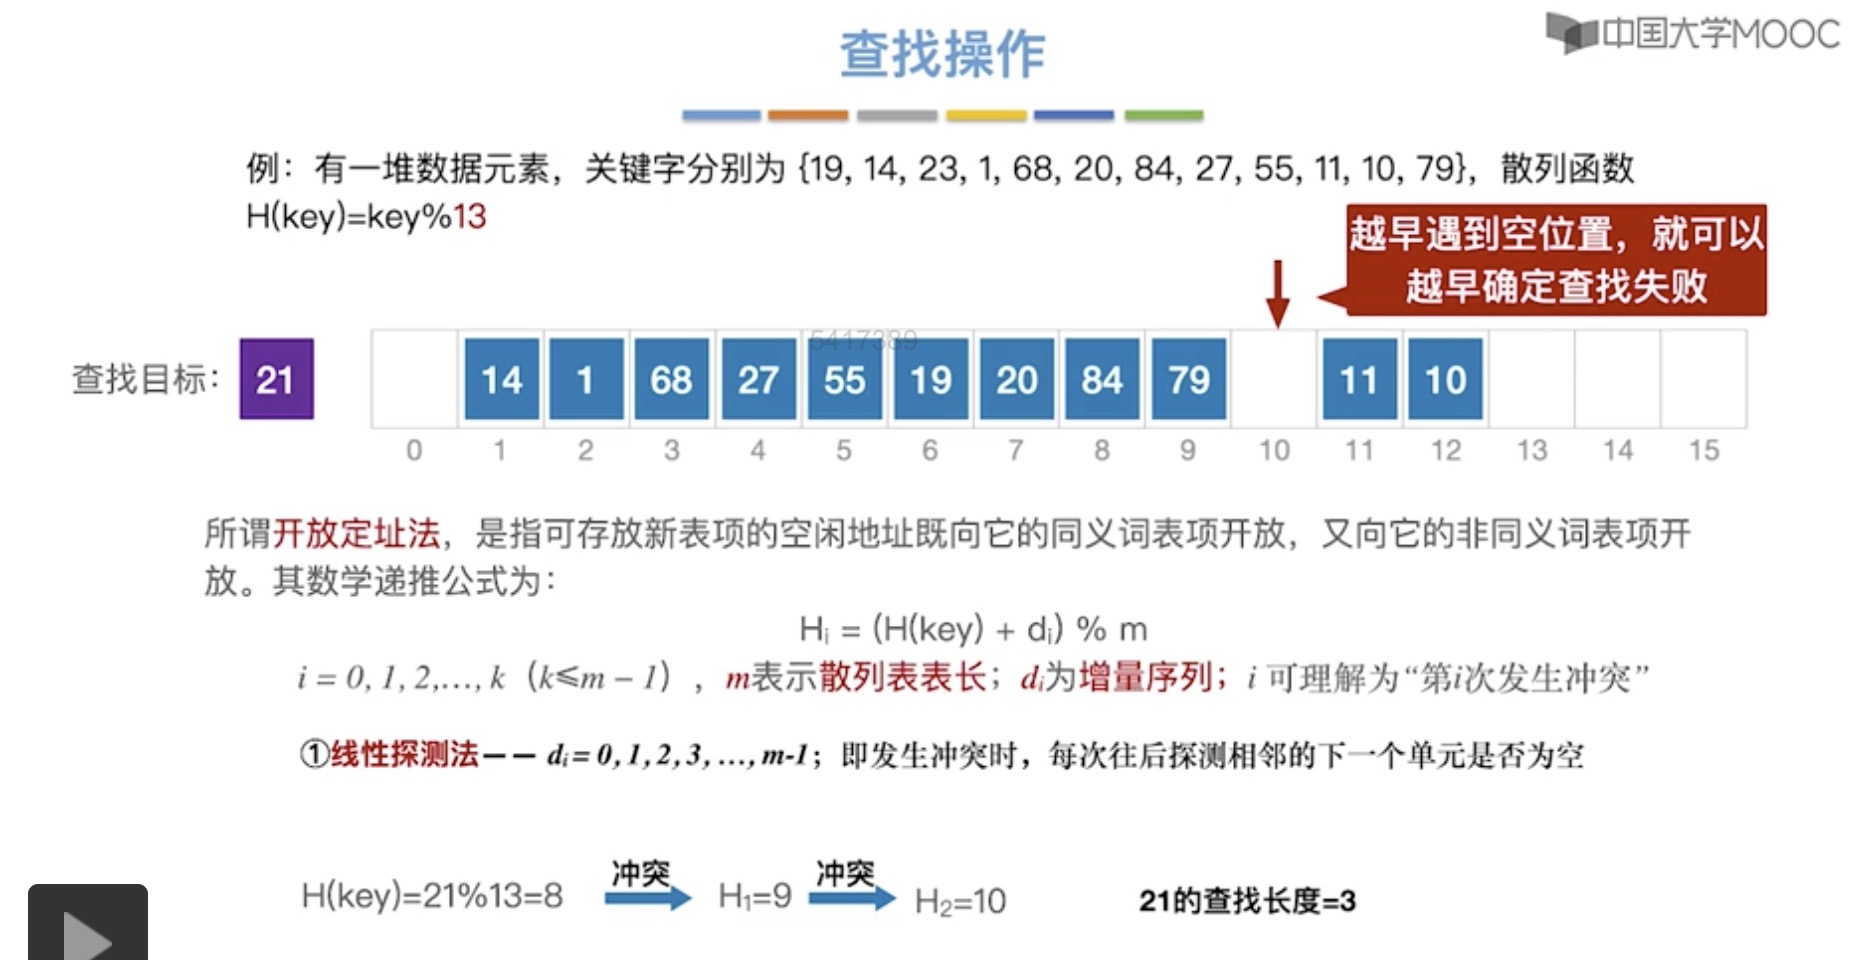 中国大学MOOC
查找操作
例：有一堆数据元素，关键字分别为 {19, 14, 23, 1, 68, 20, 84, 27, 55, 11, 10, 79}，散列函数
H(key)=key%13
越早遇到空位置，就可以
越早确定查找失败
5417389
查找目标： 21 14 1 68 27 55 19 20 84 79 11 10
0 1 2 3 4 5 6 7 8 9 10 11 12 13 14 15
所谓开放定址法，是指可存放新表项的空闲地址既向它的同义词表项开放，又向它的非同义词表项开
放。其数学递推公式为：
Hᵢ = (H(key) + dᵢ) % m
i = 0, 1, 2,…, k（k≤m – 1），m表示散列表表长；dᵢ为增量序列；i 可理解为“第i次发生冲突”
①线性探测法—— dᵢ = 0, 1, 2, 3, …, m-1；即发生冲突时，每次往后探测相邻的下一个单元是否为空
冲突 冲突
H(key)=21%13=8 H₁=9 H₂=10 21的查找长度=3